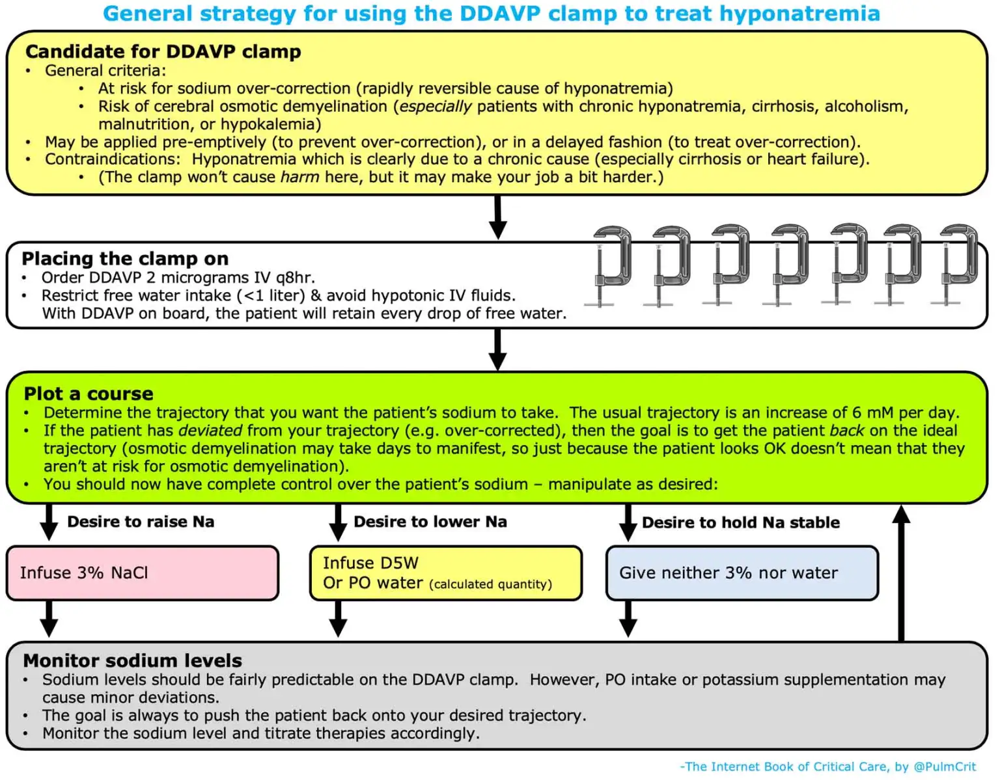 General strategy for using the DDAVP clamp to treat hyponatremia
Candidate for DDAVP clamp
• General criteria:
• At risk for sodium over-correction (rapidly reversible cause of hyponatremia)
• Risk of cerebral osmotic demyelination (especially patients with chronic hyponatremia, cirrhosis, alcoholism,
malnutrition, or hypokalemia)
• May be applied pre-emptively (to prevent over-correction), or in a delayed fashion (to treat over-correction).
• Contraindications: Hyponatremia which is clearly due to a chronic cause (especially cirrhosis or heart failure).
• (The clamp won't cause harm here, but it may make your job a bit harder.)
Placing the clamp on
• Order DDAVP 2 micrograms IV q8hr.
• Restrict free water intake (<1 liter) & avoid hypotonic IV fluids.
With DDAVP on board, the patient will retain every drop of free water.
Plot a course
• Determine the trajectory that you want the patient's sodium to take. The usual trajectory is an increase of 6 mM per day.
• If the patient has deviated from your trajectory (e.g. over-corrected), then the goal is to get the patient back on the ideal
trajectory (osmotic demyelination may take days to manifest, so just because the patient looks OK doesn't mean that they
aren't at risk for osmotic demyelination).
• You should now have complete control over the patient's sodium – manipulate as desired:
Desire to raise Na
Desire to lower Na
Desire to hold Na stable
Infuse 3% NaCl
Infuse D5W
Or PO water (calculated quantity)
Give neither 3% nor water
Monitor sodium levels
• Sodium levels should be fairly predictable on the DDAVP clamp. However, PO intake or potassium supplementation may
cause minor deviations.
• The goal is always to push the patient back onto your desired trajectory.
• Monitor the sodium level and titrate therapies accordingly.
-The Internet Book of Critical Care, by @PulmCrit